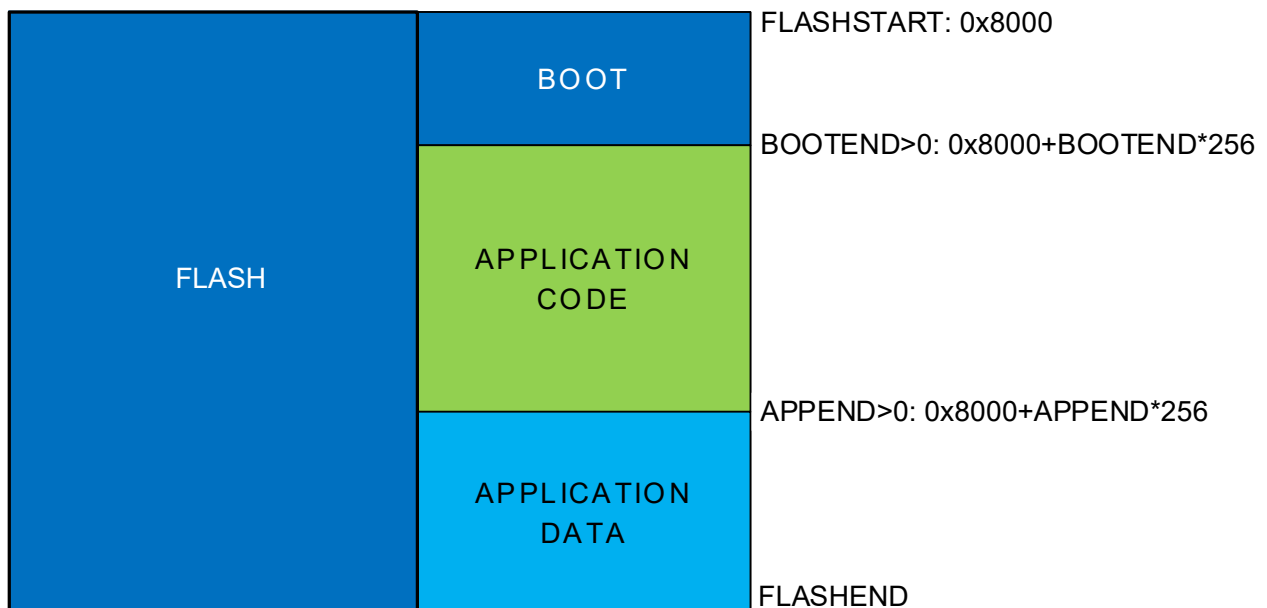 FLASHSTART: 0x8000
BOOT
BOOTEND>0: 0x8000+BOOTEND*256
FLASH
APPLICATION
CODE
APPEND>0: 0x8000+APPEND*256
APPLICATION
DATA
FLASHEND